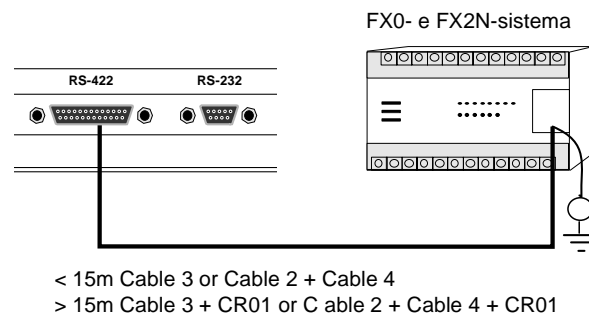 FX0- e FX2N-sistema
RS-422 RS-232
< 15m Cable 3 or Cable 2 + Cable 4
> 15m Cable 3 + CR01 or C able 2 + Cable 4 + CR01